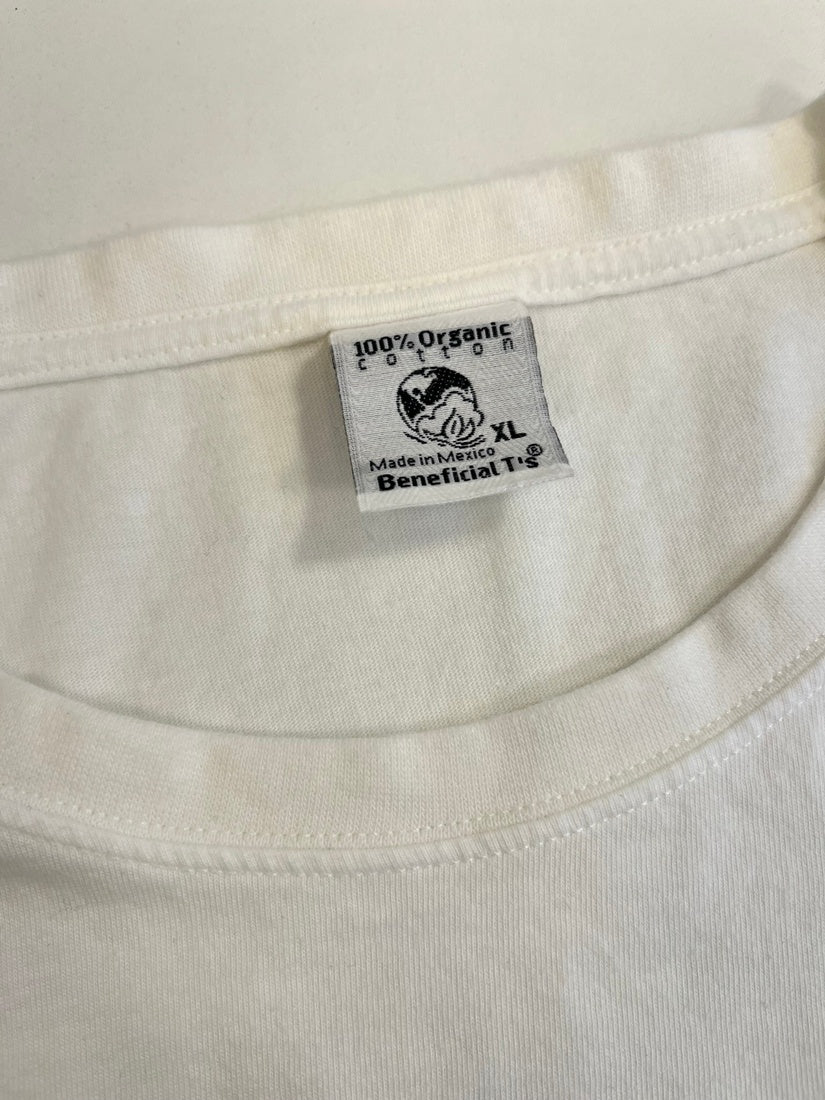 100% Organic
cotton
XL
Made in Mexico
Beneficial T's®